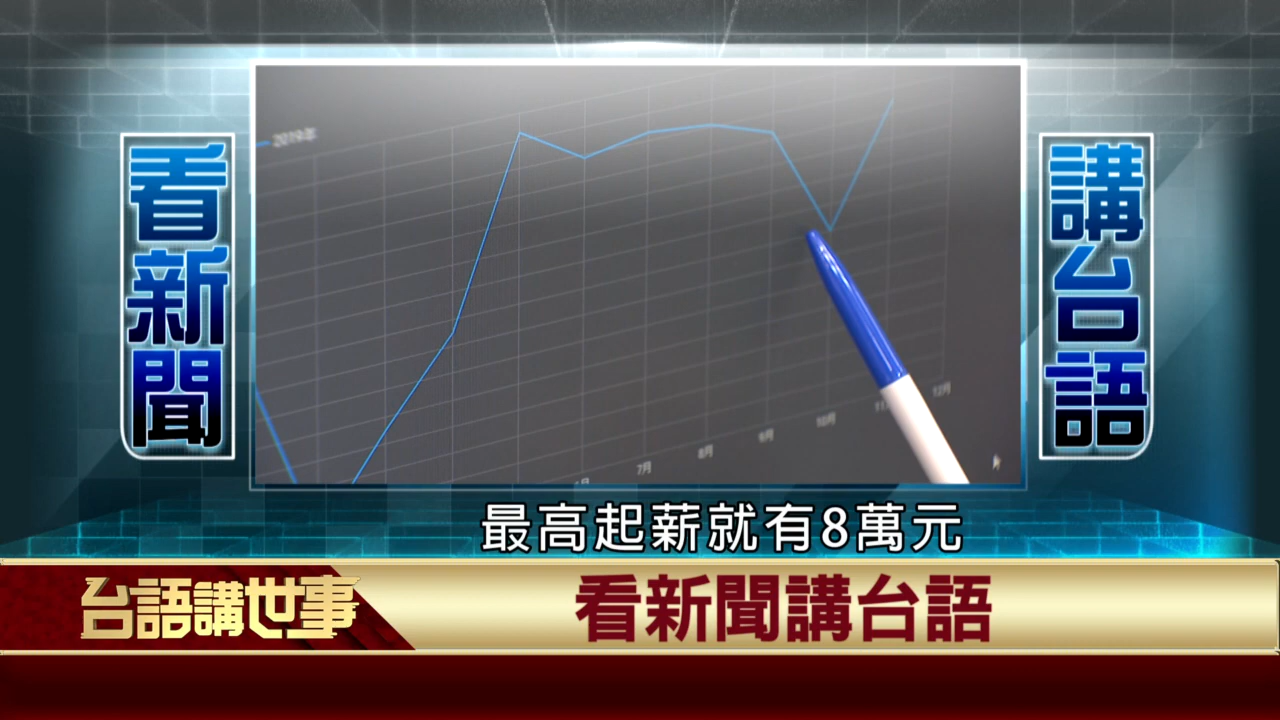 看新聞
講台語
2019年
7月
8月
9月
10月
12月
最高起薪就有8萬元
台語講世事
看新聞講台語